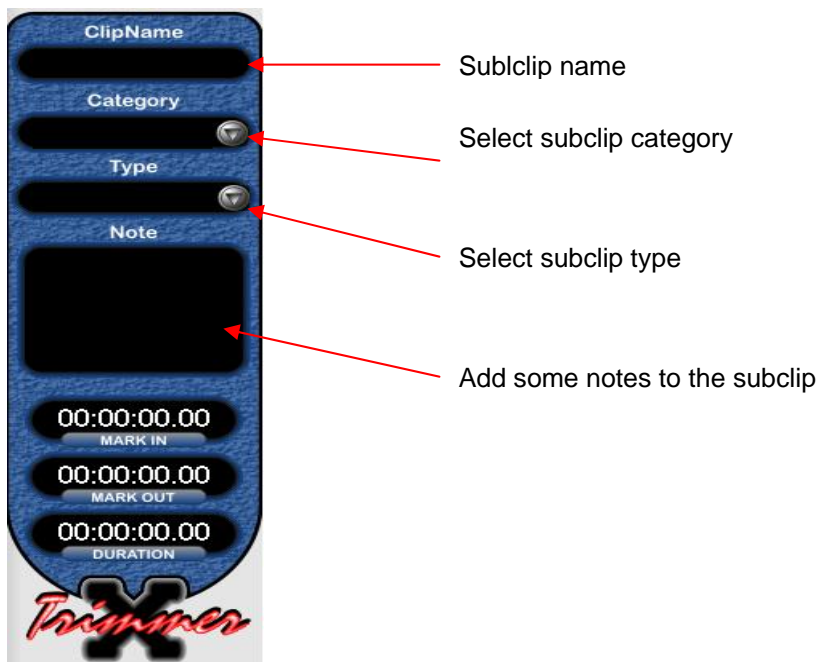 ClipName
Sublclip name
Category
Select subclip category
Type
Note
Select subclip type
Add some notes to the subclip
00:00:00.00
MARK IN
00:00:00.00
MARK OUT
00:00:00.00
DURATION
X
Trimmer